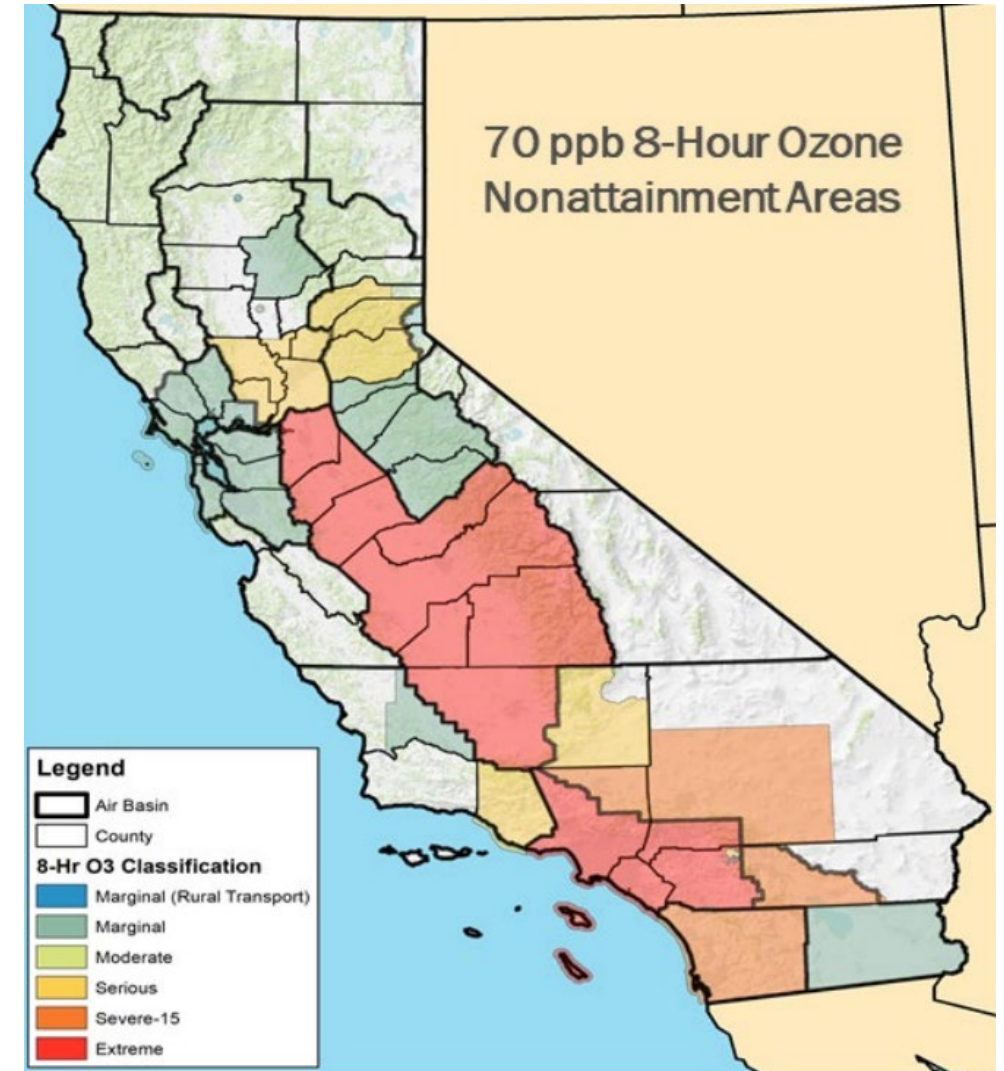 70 ppb 8-Hour Ozone
Nonattainment Areas
Legend
Air Basin
County
8-Hr O3 Classification
Marginal (Rural Transport)
Marginal
Moderate
Serious
Severe-15
Extreme